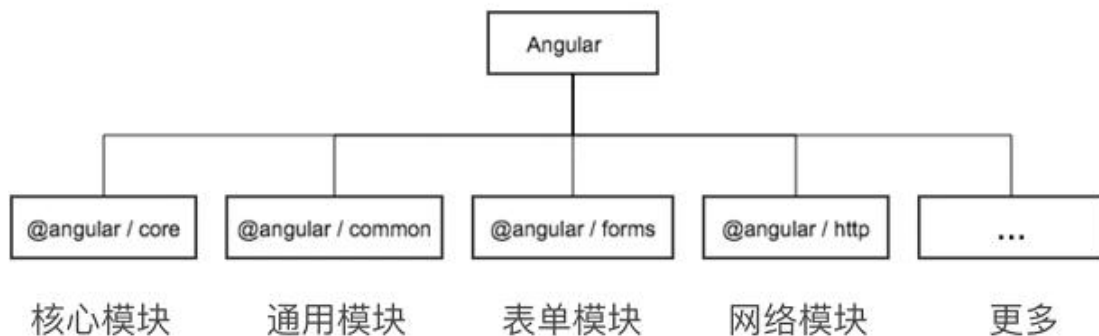 Angular
@angular / core
@angular / common
@angular / forms
@angular / http
...
核心模块
通用模块
表单模块
网络模块
更多